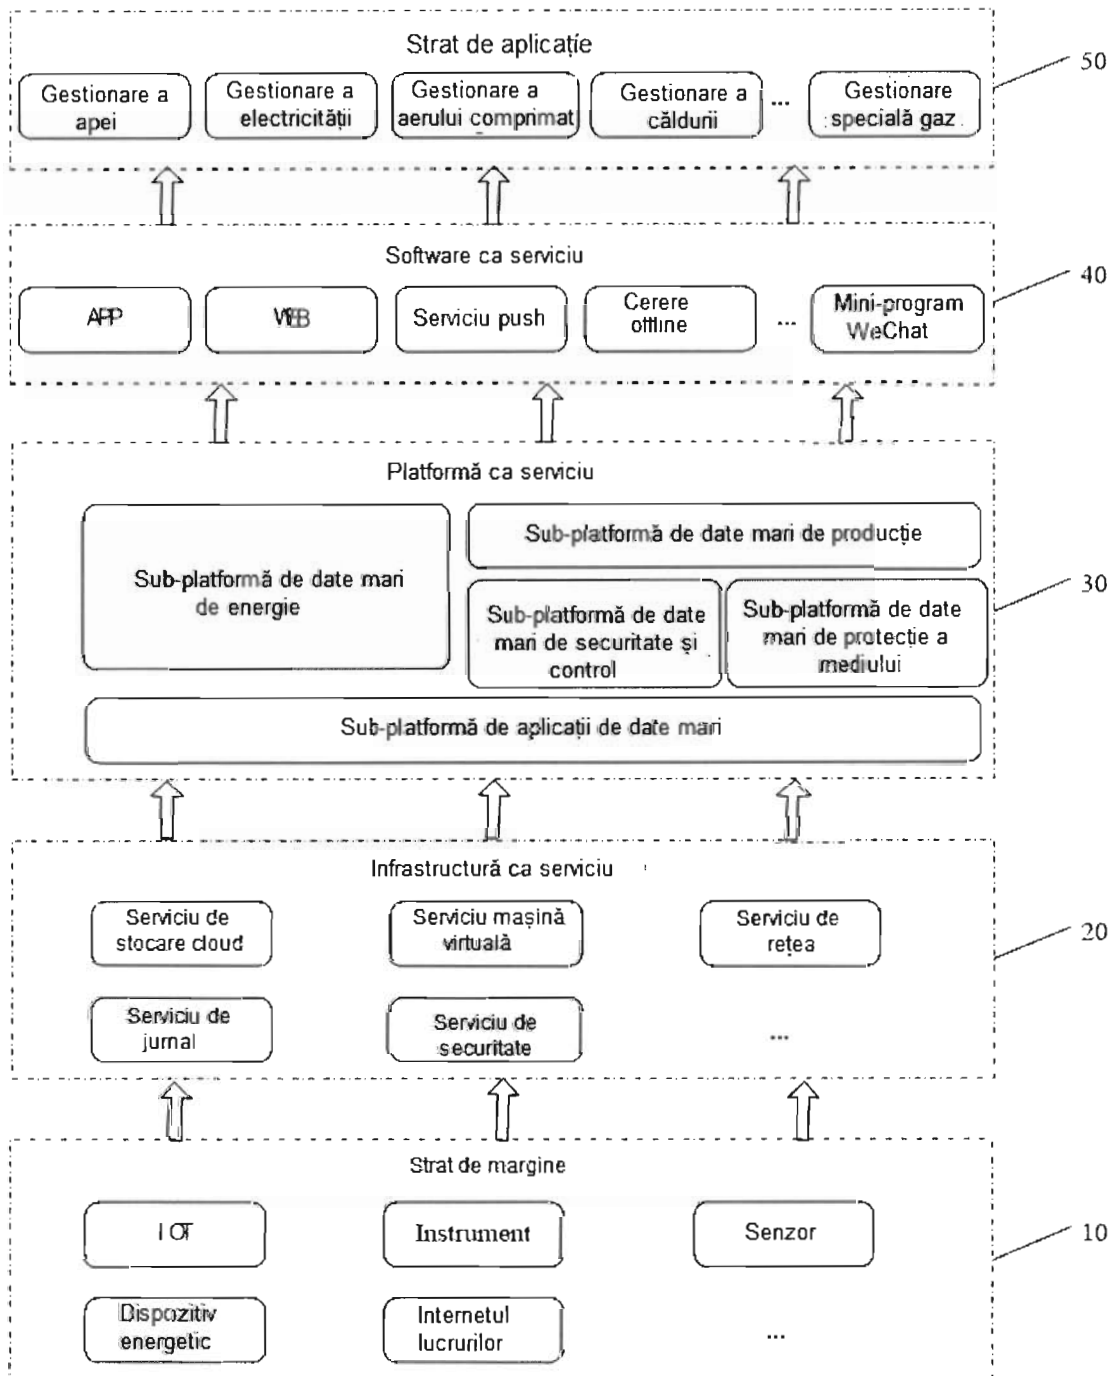 Strat de aplicație
50
Gestionare a
apei
Gestionare a
electricității
Gestionare a
aerului comprimat
Gestionare a
căldurii
...
Gestionare
specială gaz
Software ca serviciu
40
APP
WEB
Serviciu push
Cerere
offline
...
Mini-program
WeChat
Platformă ca serviciu
30
Sub-platformă de date mari
de energie
Sub-platformă de date mari de producție
Sub-platformă de date
mari de securitate și
control
Sub-platformă de date
mari de protecție a
mediului
Sub-platformă de aplicații de date mari
Infrastructură ca serviciu
20
Serviciu de
stocare cloud
Serviciu mașină
virtuală
Serviciu de
rețea
Serviciu de
jurnal
Serviciu de
securitate
...
Strat de margine
10
IOT
Instrument
Senzor
Dispozitiv
energetic
Internetul
lucrurilor
...